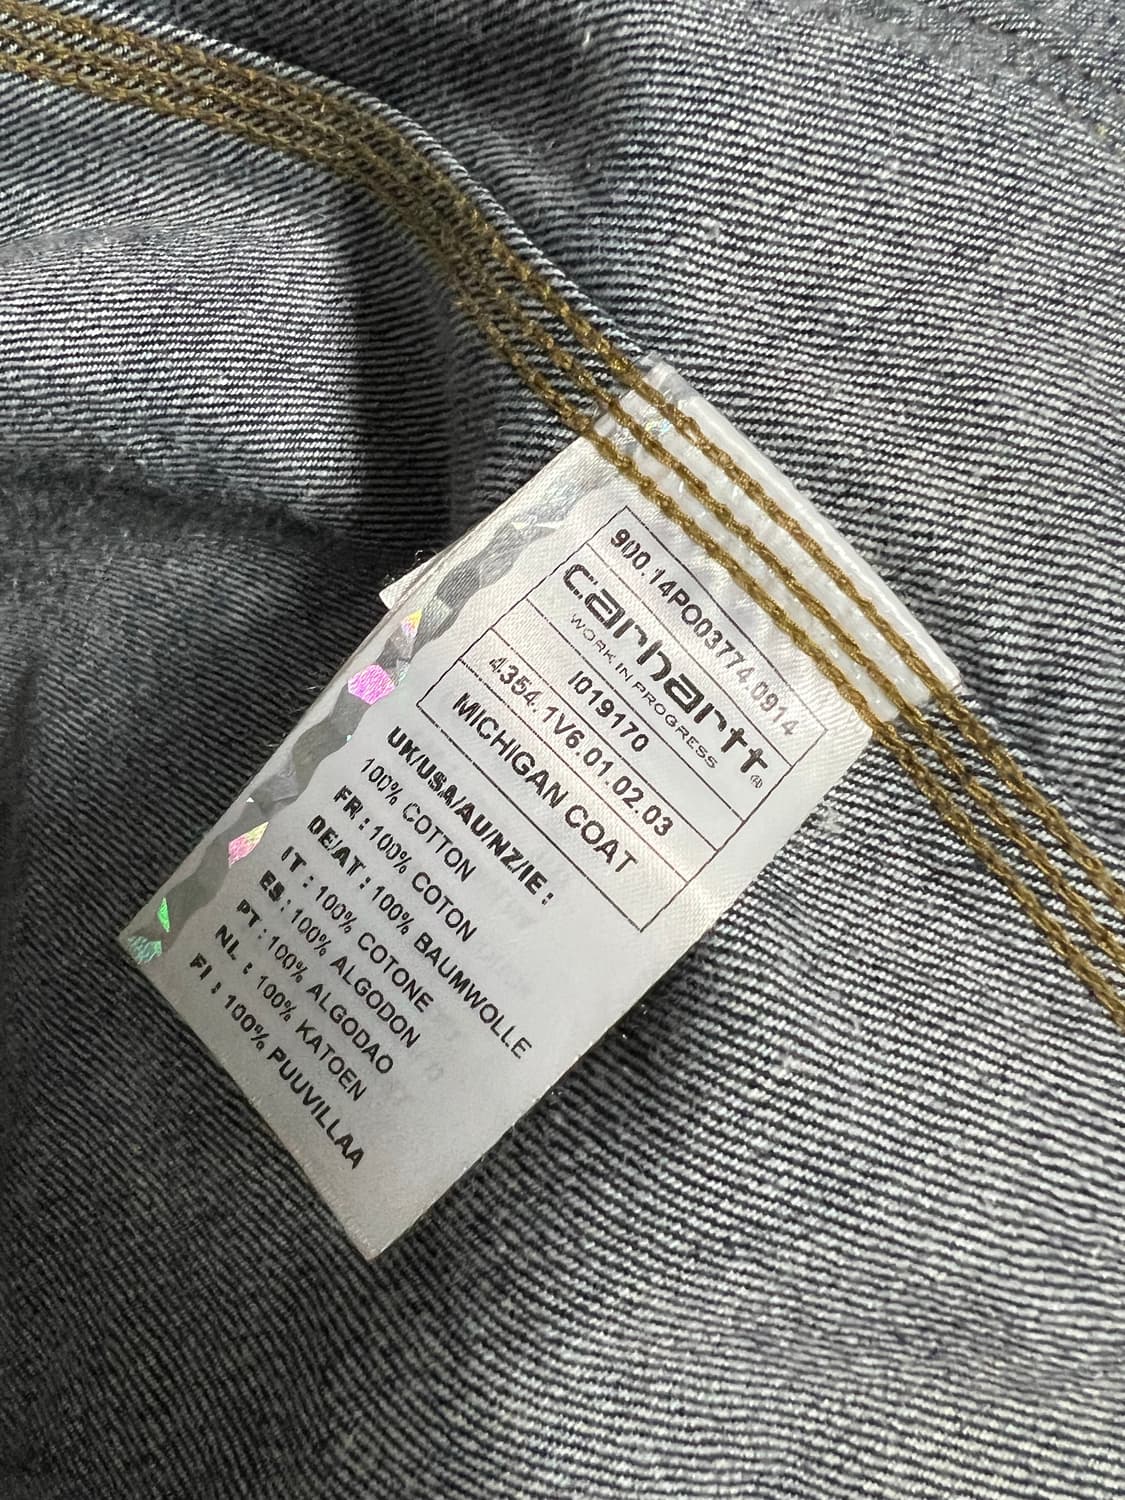 900.14PO03774.0914
carhartt®
WORK IN PROGRESS
I019170
4.354.1V6.01.02.03
MICHIGAN COAT
UK/USA/AU/NZ/IE :
100% COTTON
FR : 100% COTON
DE/AT : 100% BAUMWOLLE
IT : 100% COTONE
ES : 100% ALGODON
PT : 100% ALGODAO
NL : 100% KATOEN
FI : 100% PUUVILLAA